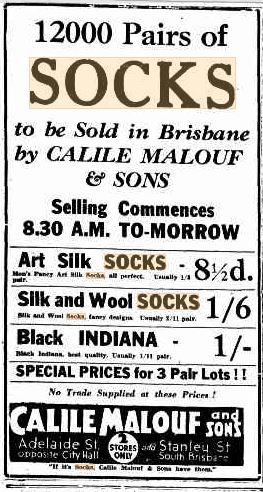 12000 Pairs of
SOCKS
to be Sold in Brisbane
by CALILE MALOUF
& SONS
Selling Commences
8.30 A.M. TO-MORROW
Art Silk SOCKS - 8½d.
Men's Fancy Art Silk Socks, all perfect. Usually 1/3 pair.
Silk and Wool SOCKS 1/6
Silk and Wool Socks, fancy designs. Usually 2/11 pair.
Black INDIANA - 1/-
Black Indiana, best quality. Usually 1/11 pair.
SPECIAL PRICES for 3 Pair Lots!!
No Trade Supplied at these Prices!
CALILE MALOUF and SONS
Adelaide St. 2 STORES ONLY and Stanley St
opposite City Hall South Brisbane
"If it's Socks, Calile Malouf & Sons have them."